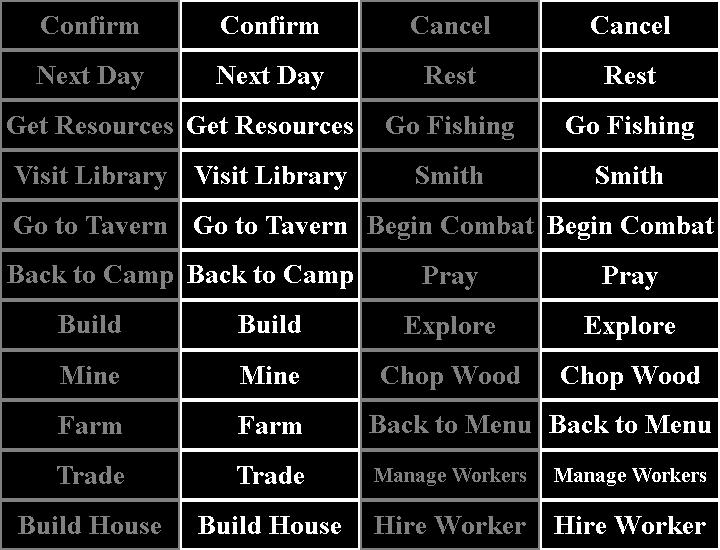 Confirm Confirm Cancel Cancel
Next Day Next Day Rest Rest
Get Resources Get Resources Go Fishing Go Fishing
Visit Library Visit Library Smith Smith
Go to Tavern Go to Tavern Begin Combat Begin Combat
Back to Camp Back to Camp Pray Pray
Build Build Explore Explore
Mine Mine Chop Wood Chop Wood
Farm Farm Back to Menu Back to Menu
Trade Trade Manage Workers Manage Workers
Build House Build House Hire Worker Hire Worker